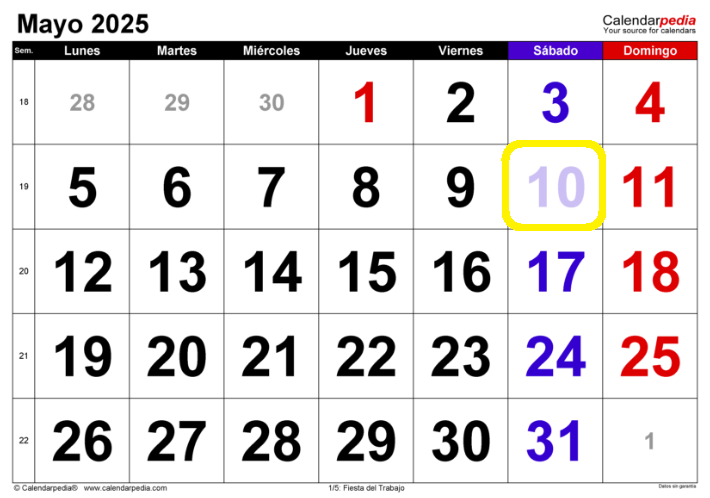 Mayo 2025
Calendarpedia
Your source for calendars
Sem. Lunes Martes Miércoles Jueves Viernes Sábado Domingo
18 28 29 30 1 2 3 4
19 5 6 7 8 9 10 11
20 12 13 14 15 16 17 18
21 19 20 21 22 23 24 25
22 26 27 28 29 30 31 1
© Calendarpedia® www.calendarpedia.com 1/5: Fiesta del Trabajo Datos sin garantía